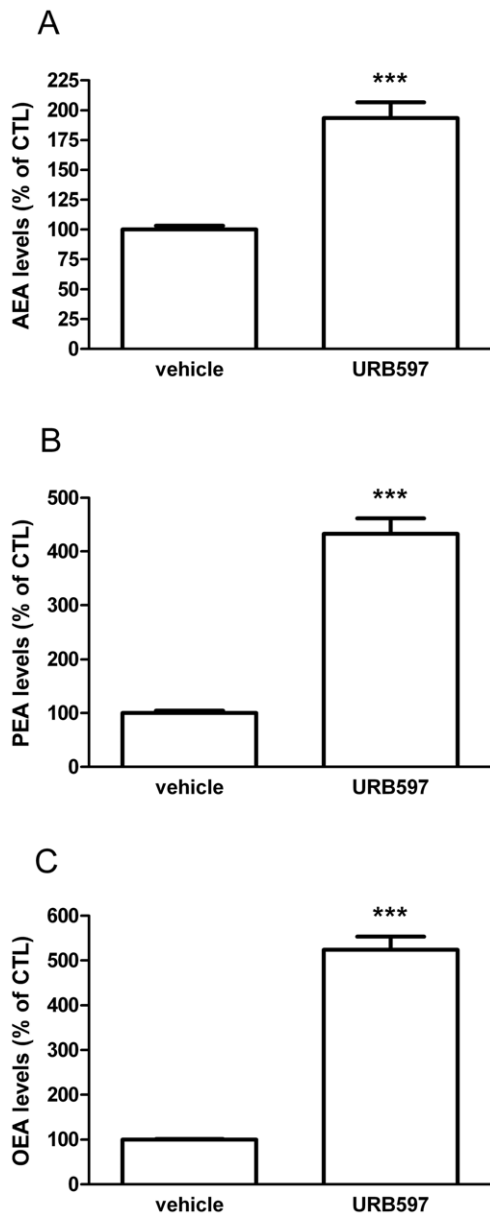 A
AEA levels (% of CTL)
225
200
175
150
125
100
75
50
25
0
***
vehicle URB597
B
PEA levels (% of CTL)
500
400
300
200
100
0
***
vehicle URB597
C
OEA levels (% of CTL)
600
500
400
300
200
100
0
***
vehicle URB597